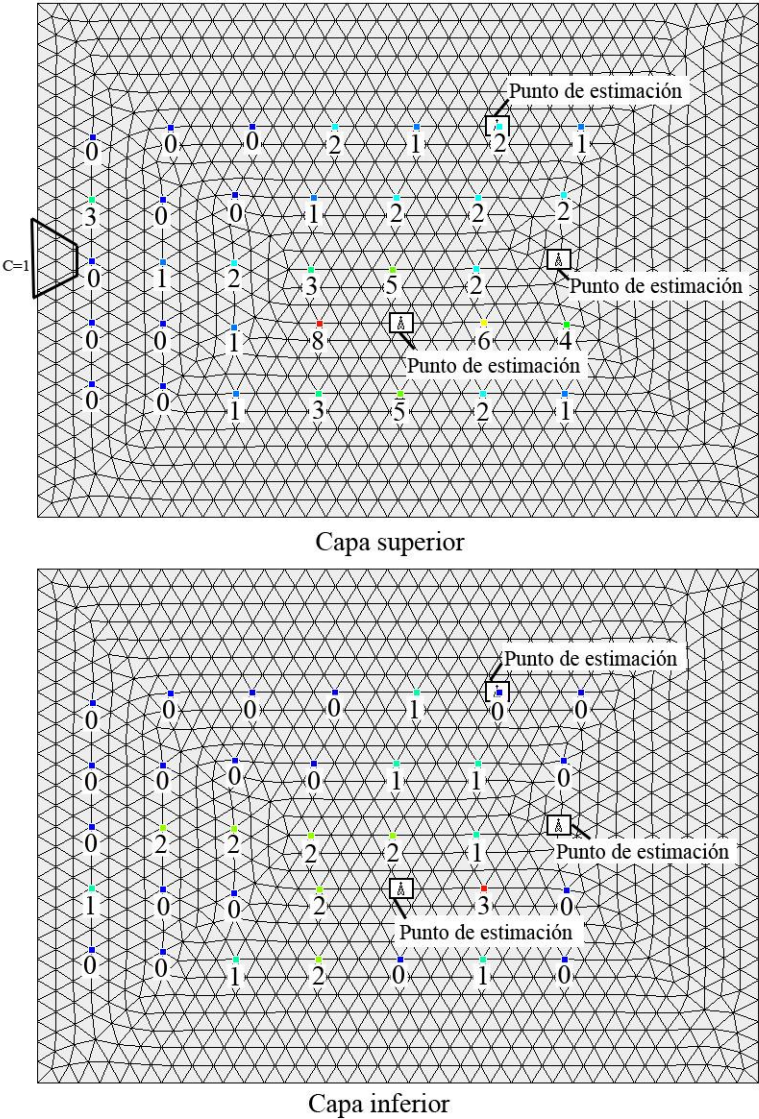 Punto de estimación
0 0 0 2 1 2 1
3 0 0 1 2 2 2
C=1
0 1 2 3 5 2
Punto de estimación
0 0 1 8 6 4
Punto de estimación
0 0 1 3 5 2 1
Capa superior
Punto de estimación
0 0 0 0 1 0 0
0 0 0 0 1 1 0
0 2 2 2 2 1
Punto de estimación
1 0 0 2 3 0
Punto de estimación
0 0 1 2 0 1 0
Capa inferior